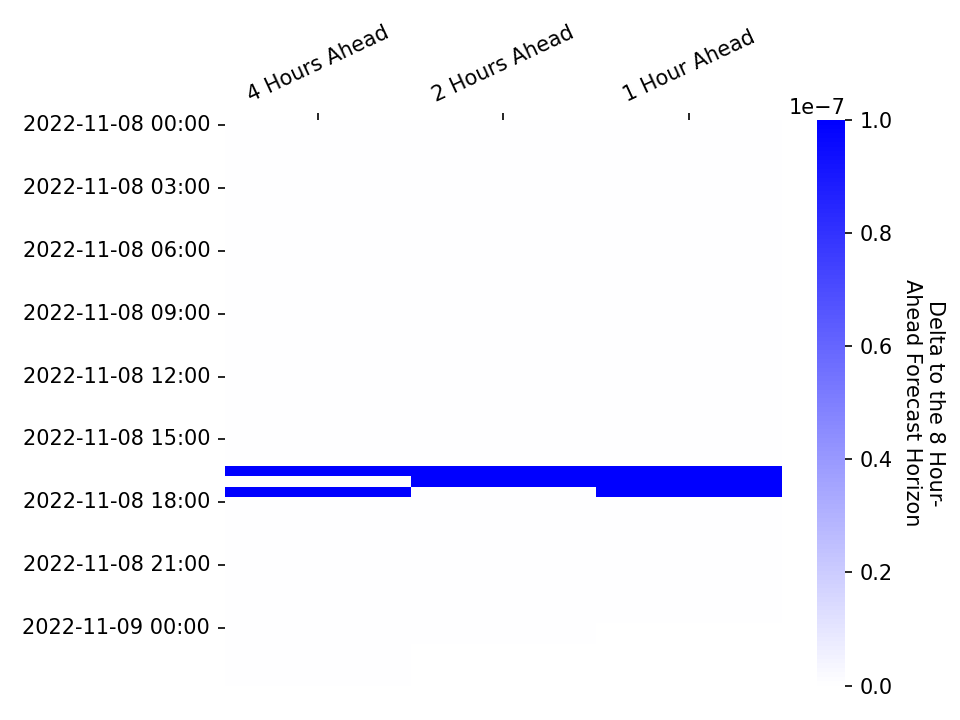 4 Hours Ahead
2 Hours Ahead
1 Hour Ahead
2022-11-08 00:00
2022-11-08 03:00
2022-11-08 06:00
2022-11-08 09:00
2022-11-08 12:00
2022-11-08 15:00
2022-11-08 18:00
2022-11-08 21:00
2022-11-09 00:00
1e−7
1.0
0.8
0.6
0.4
0.2
0.0
Delta to the 8 Hour-
Ahead Forecast Horizon